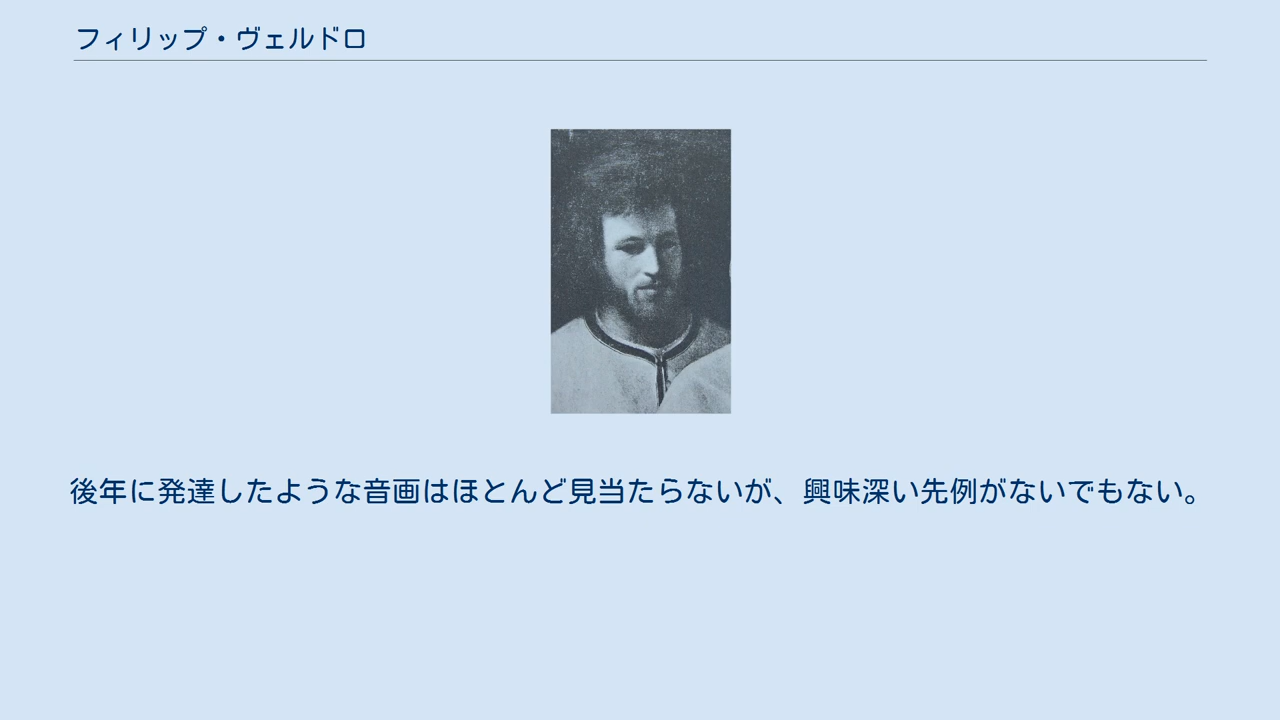 フィリップ・ヴェルドロ
後年に発達したような音画はほとんど見当たらないが、興味深い先例がないでもない。